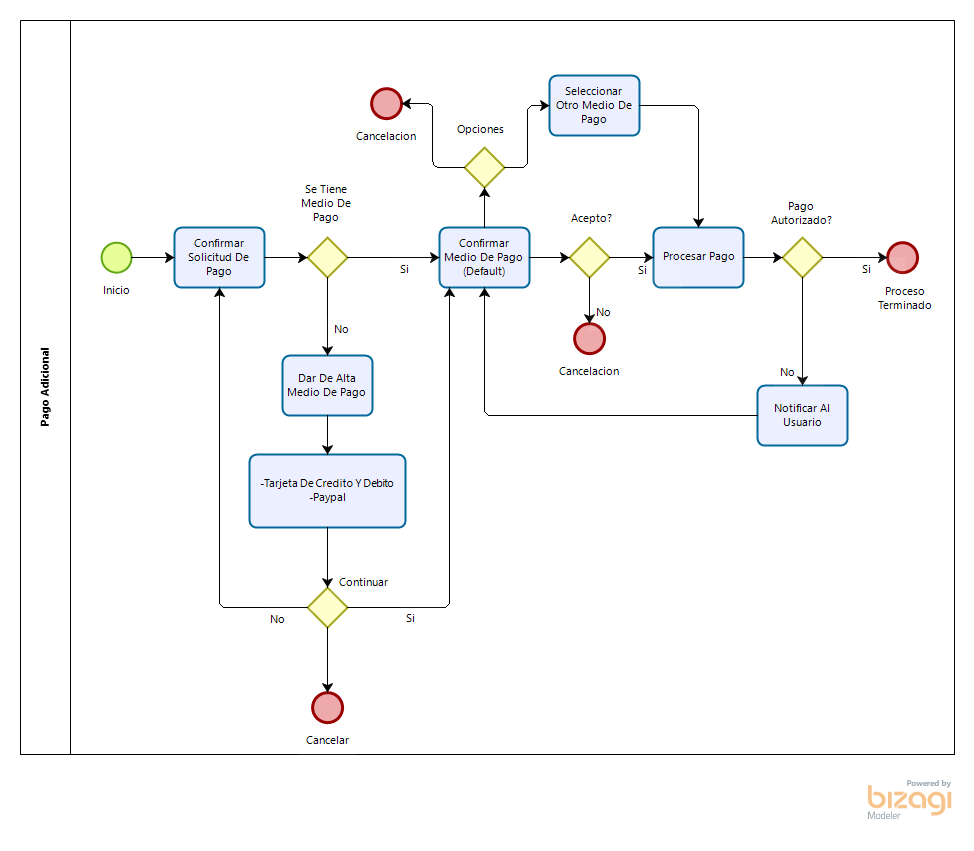 Pago Adicional
Seleccionar
Otro Medio De
Pago
Cancelacion
Opciones
Se Tiene
Medio De
Pago
Pago
Autorizado?
Acepto?
Confirmar
Solicitud De
Pago
Confirmar
Medio De Pago
(Default)
Procesar Pago
Si
Si
Si
Inicio
Proceso
Terminado
No
No
Cancelacion
No
Dar De Alta
Medio De Pago
Notificar Al
Usuario
-Tarjeta De Credito Y Debito
-Paypal
Continuar
No
Si
Cancelar
Powered by
bizagi
Modeler